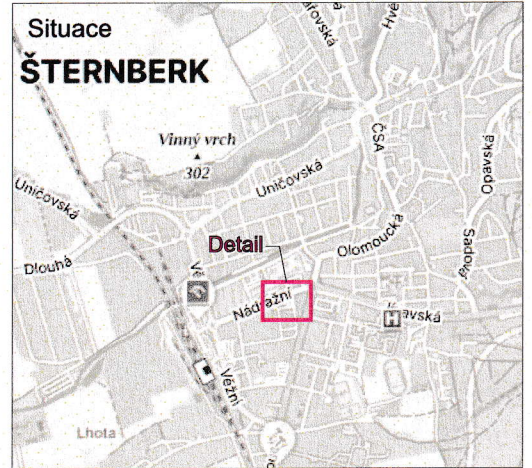 Situace
ŠTERNBERK
Vinný vrch
302
Uničovská
ČSA
Opavská
Uničovská
Olomoucká
Sadová
Dlouhá
Detail
Nádražní
H
Věžní
Lhota